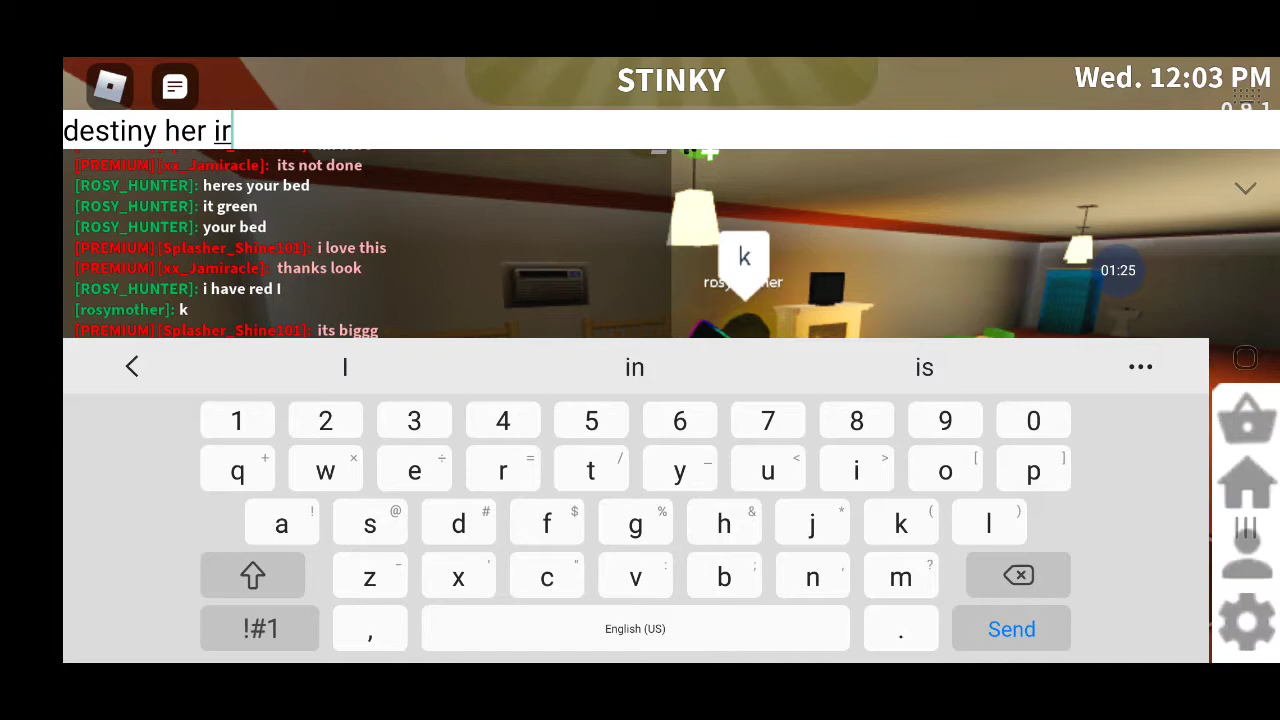 STINKY
Wed. 12:03 PM
destiny her ir
[PREMIUM][xx_Jamiracle]: its not done
[ROSY_HUNTER]: heres your bed
[ROSY_HUNTER]: it green
[ROSY_HUNTER]: your bed
[PREMIUM][Splasher_Shine101]: i love this
[PREMIUM][xx_Jamiracle]: thanks look
[ROSY_HUNTER]: i have red I
[rosymother]: k
[PREMIUM][Splasher_Shine101]: its biggg
k
01:25
I in is •••
1 2 3 4 5 6 7 8 9 0
q + w × e ÷ r = t / y _ u < i > o [ p ]
a ! s @ d # f $ g % h & j * k ( l )
z - x ' c " v : b ; n , m ?
!#1 , English (US) . Send